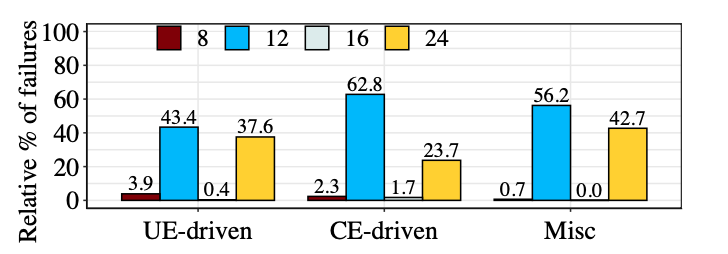 Relative % of failures
100
80
60
40
20
0
8 12 16 24
3.9 43.4 0.4 37.6
2.3 62.8 1.7 23.7
0.7 56.2 0.0 42.7
UE-driven CE-driven Misc